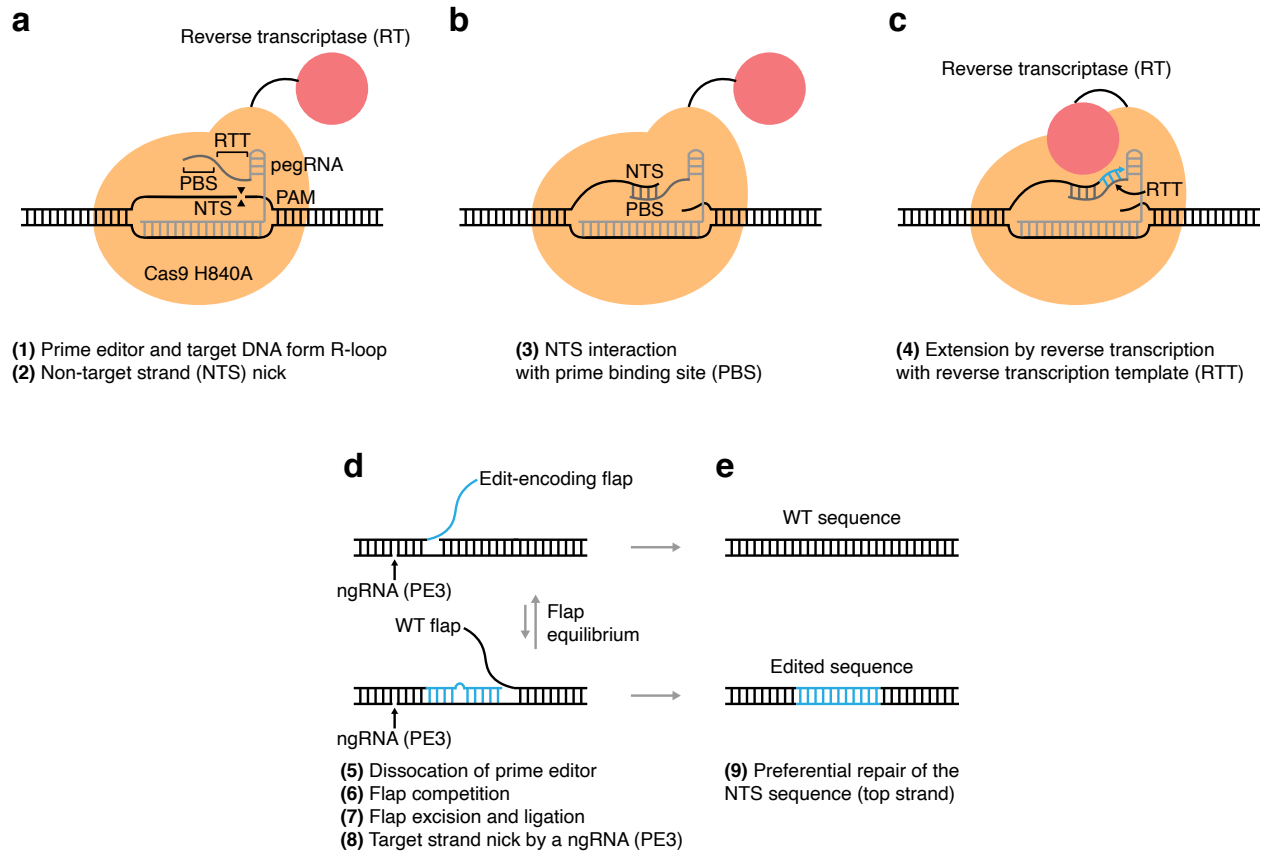 a
Reverse transcriptase (RT)
RTT
pegRNA
PBS
PAM
NTS
Cas9 H840A
(1) Prime editor and target DNA form R-loop
(2) Non-target strand (NTS) nick
b
NTS
PBS
(3) NTS interaction
with prime binding site (PBS)
c
Reverse transcriptase (RT)
RTT
(4) Extension by reverse transcription
with reverse transcription template (RTT)
d
Edit-encoding flap
ngRNA (PE3)
WT flap
Flap
equilibrium
ngRNA (PE3)
(5) Dissocation of prime editor
(6) Flap competition
(7) Flap excision and ligation
(8) Target strand nick by a ngRNA (PE3)
e
WT sequence
Edited sequence
(9) Preferential repair of the
NTS sequence (top strand)